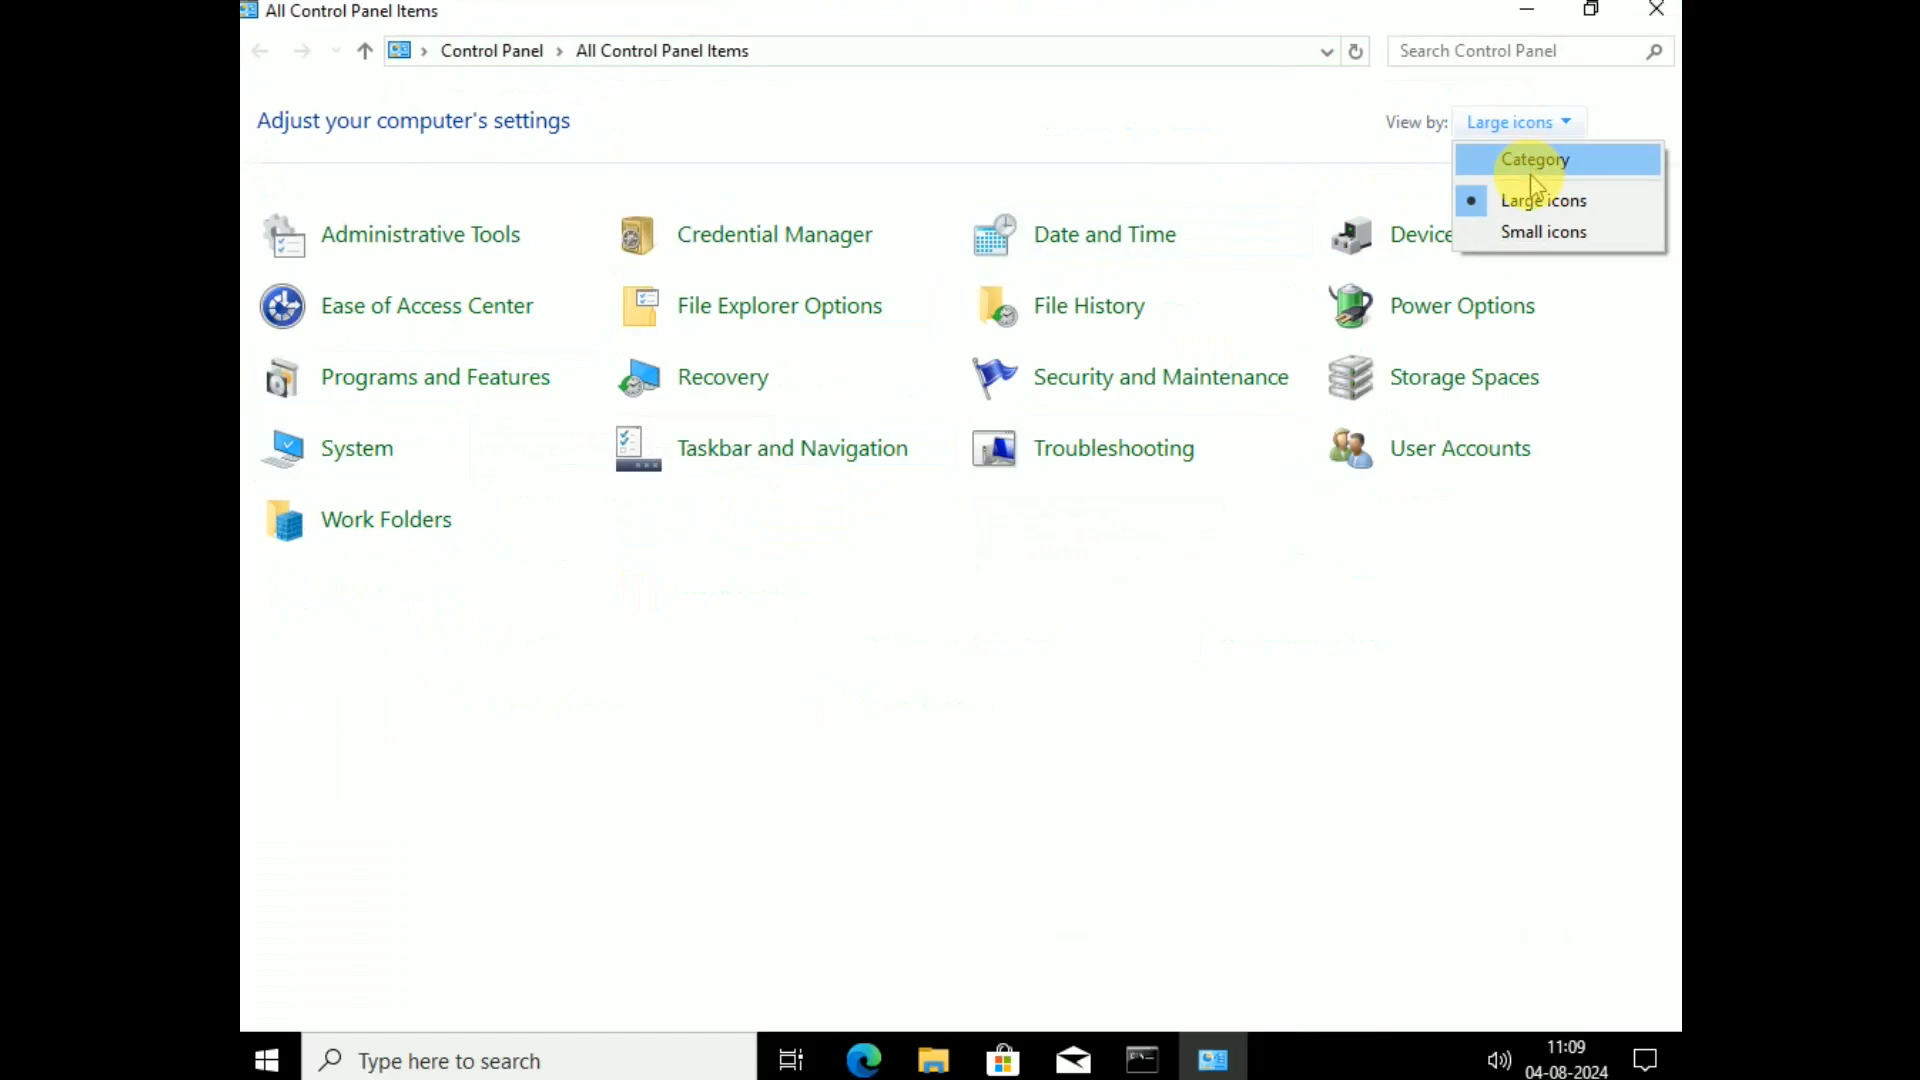 All Control Panel Items
Control Panel > All Control Panel Items
Search Control Panel
Adjust your computer's settings
View by: Large icons
Category
Large icons
Small icons
Administrative Tools
Credential Manager
Date and Time
Device
Ease of Access Center
File Explorer Options
File History
Power Options
Programs and Features
Recovery
Security and Maintenance
Storage Spaces
System
Taskbar and Navigation
Troubleshooting
User Accounts
Work Folders
Type here to search
11:09
04-08-2024